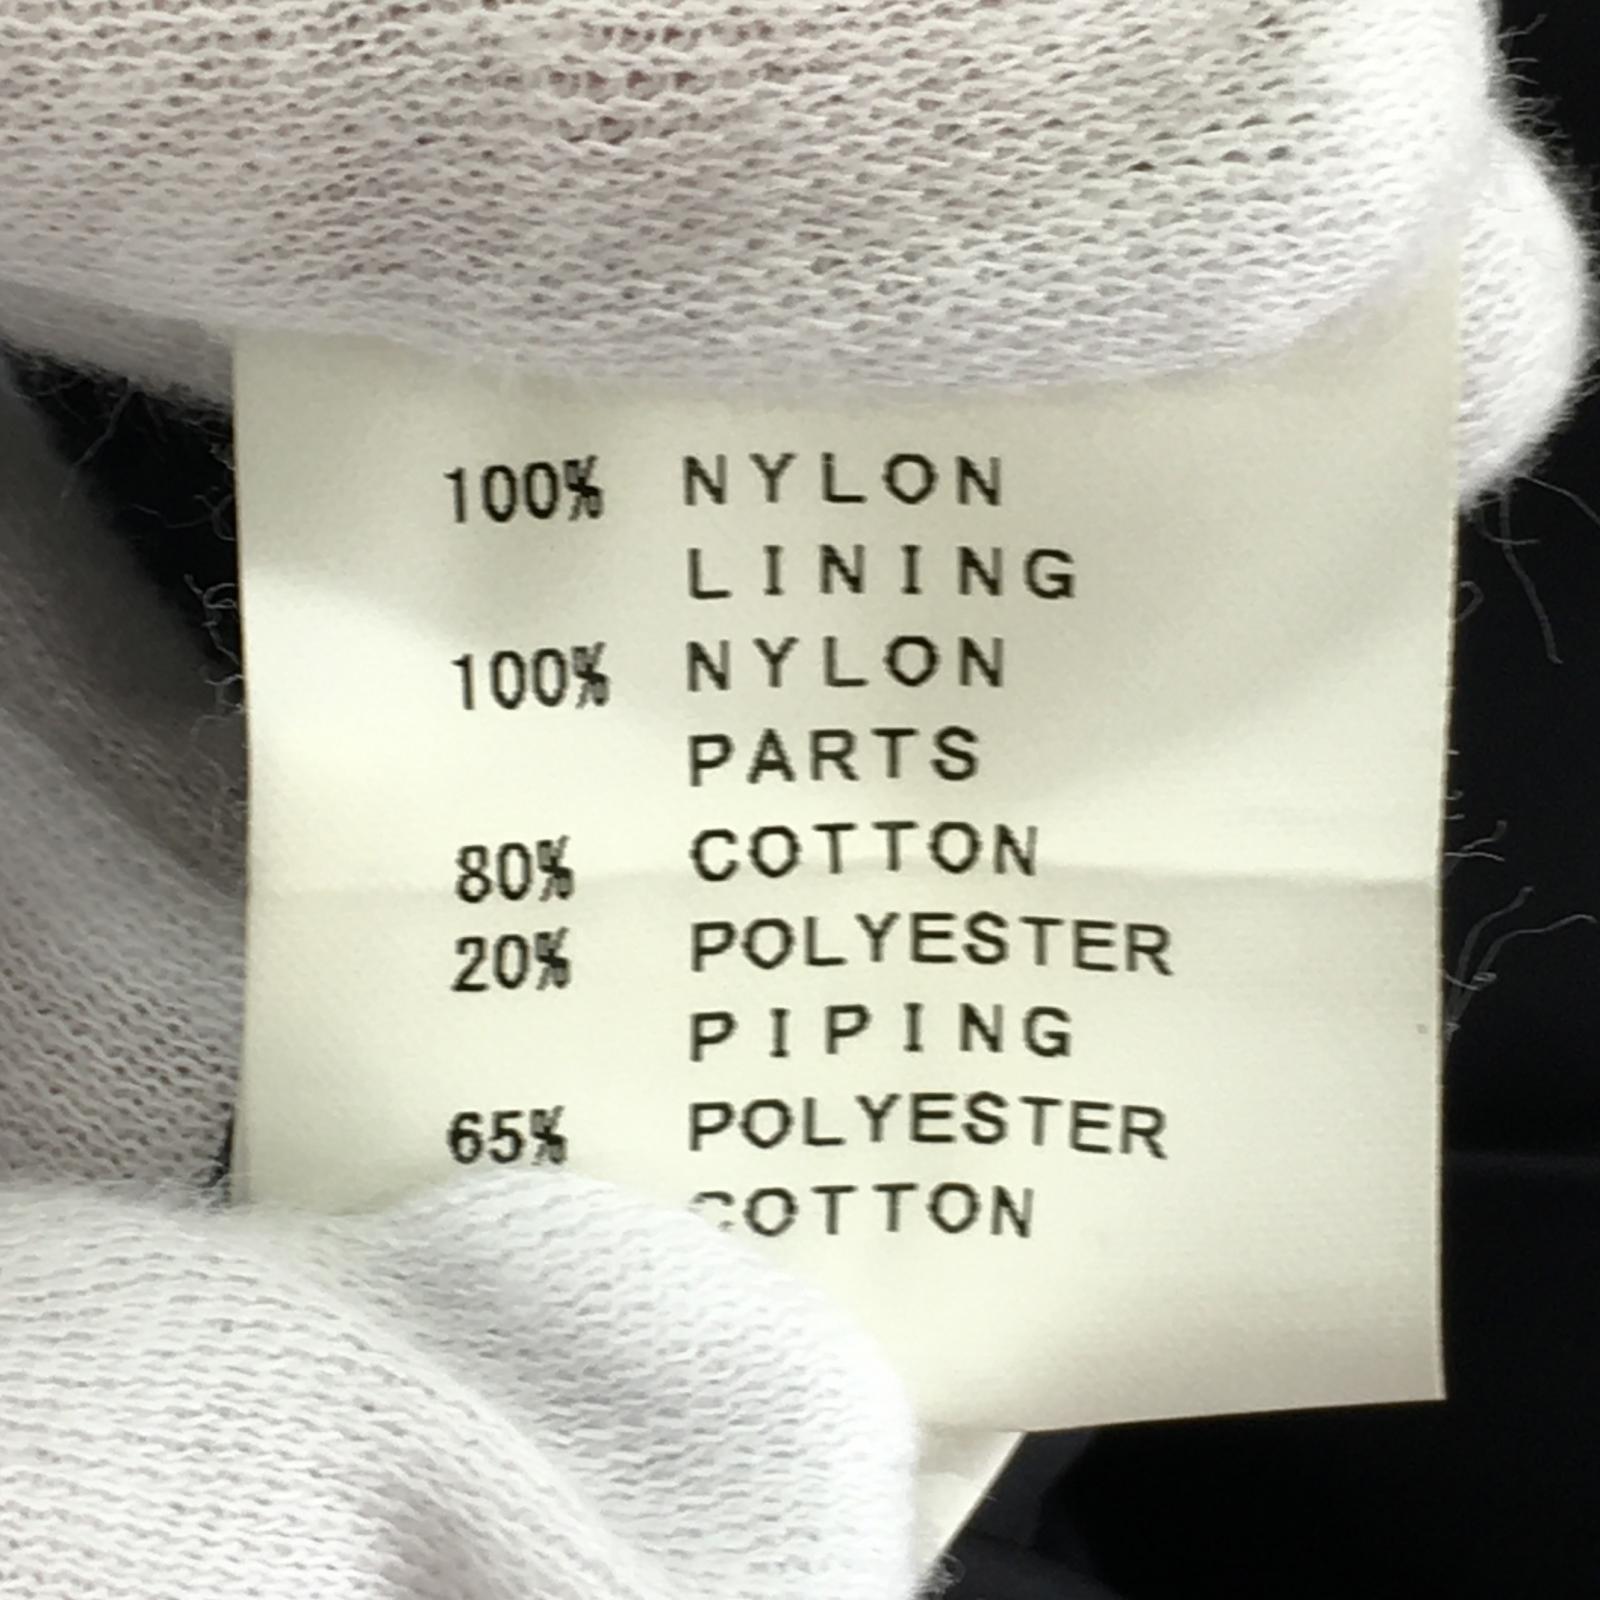 100% NYLON
LINING
100% NYLON
PARTS
80% COTTON
20% POLYESTER
PIPING
65% POLYESTER
COTTON